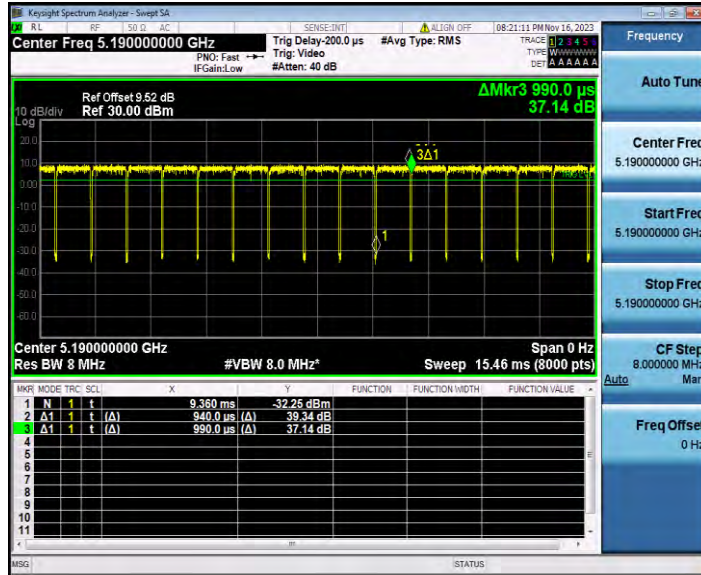 Keysight Spectrum Analyzer - Swept SA
RL RF 50 Ω AC SENSE:INT ALIGN OFF 08:21:11 PM Nov 16, 2023
Center Freq 5.190000000 GHz
PNO: Fast
IFGain:Low
Trig Delay-200.0 µs
Trig: Video
#Atten: 40 dB
#Avg Type: RMS
TRACE 1 2 3 4 5 6
TYPE WWWWWW
DET A A A A A A
Ref Offset 9.52 dB
10 dB/div Ref 30.00 dBm
Log
ΔMkr3 990.0 µs
37.14 dB
20.0
10.0
0.00
-10.0
-20.0
-30.0
-40.0
-50.0
-60.0
3Δ1
1
Center 5.190000000 GHz Span 0 Hz
Res BW 8 MHz #VBW 8.0 MHz* Sweep 15.46 ms (8000 pts)
MKR MODE TRC SCL X Y FUNCTION FUNCTION WIDTH FUNCTION VALUE
1 N 1 t 9.360 ms -32.25 dBm
2 Δ1 1 t (Δ) 940.0 µs (Δ) 39.34 dB
3 Δ1 1 t (Δ) 990.0 µs (Δ) 37.14 dB
4
5
6
7
8
9
10
11
MSG STATUS
Frequency
Auto Tune
Center Freq
5.190000000 GHz
Start Freq
5.190000000 GHz
Stop Freq
5.190000000 GHz
CF Step
8.000000 MHz
Auto Man
Freq Offset
0 Hz